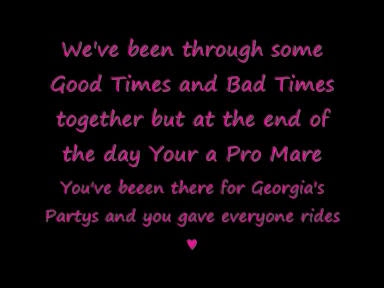 We've been through some
Good Times and Bad Times
together but at the end of
the day Your a Pro Mare
You've beeen there for Georgia's
Partys and you gave everyone rides
♥